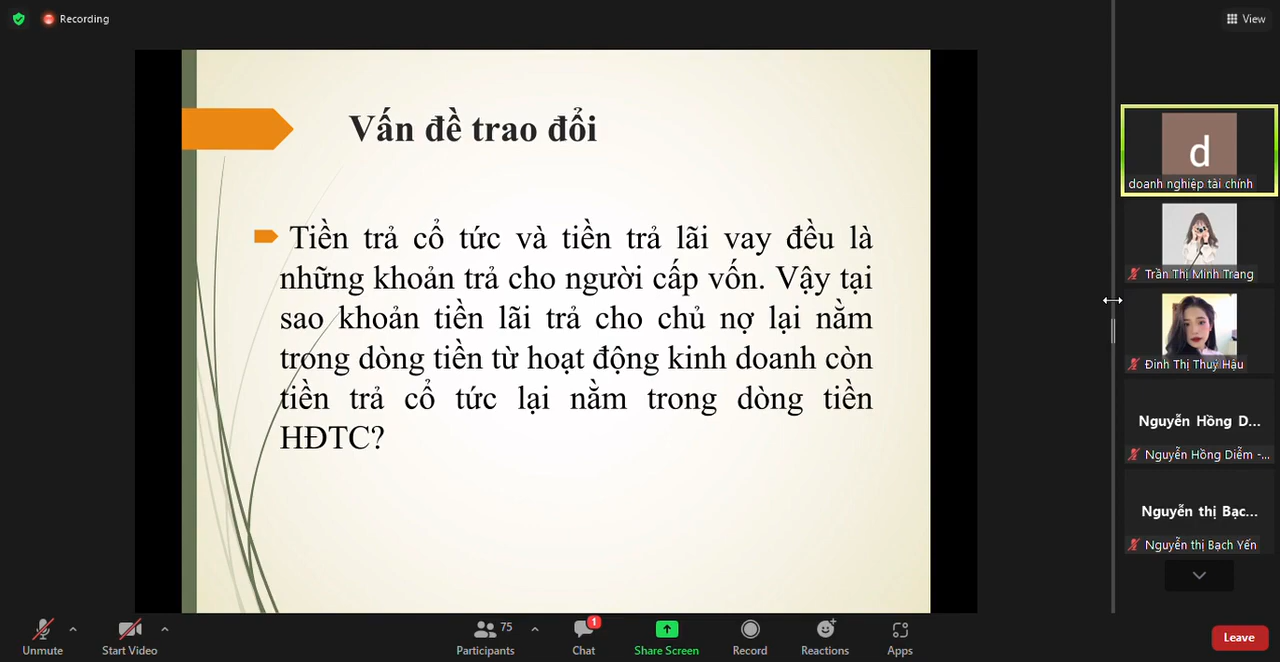 Recording
View
Vấn đề trao đổi
Tiền trả cổ tức và tiền trả lãi vay đều là
những khoản trả cho người cấp vốn. Vậy tại
sao khoản tiền lãi trả cho chủ nợ lại nằm
trong dòng tiền từ hoạt động kinh doanh còn
tiền trả cổ tức lại nằm trong dòng tiền
HĐTC?
d
doanh nghiệp tài chính
Trần Thị Minh Trang
Đinh Thị Thuý Hậu
Nguyễn Hồng D...
Nguyễn Hồng Diễm -...
Nguyễn thị Bạc...
Nguyễn thị Bạch Yến
Unmute
Start Video
75
Participants
1
Chat
Share Screen
Record
Reactions
Apps
Leave